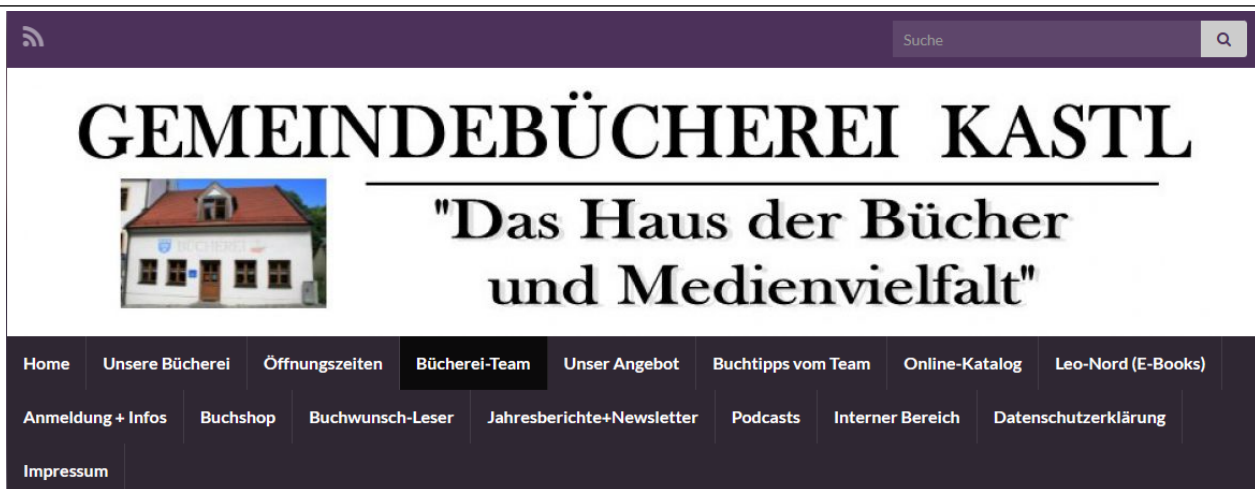 Suche
GEMEINDEBÜCHEREI KASTL
"Das Haus der Bücher
und Medienvielfalt"
BÜCHEREI
Home Unsere Bücherei Öffnungszeiten Bücherei-Team Unser Angebot Buchtipps vom Team Online-Katalog Leo-Nord (E-Books)
Anmeldung + Infos Buchshop Buchwunsch-Leser Jahresberichte+Newsletter Podcasts Interner Bereich Datenschutzerklärung
Impressum